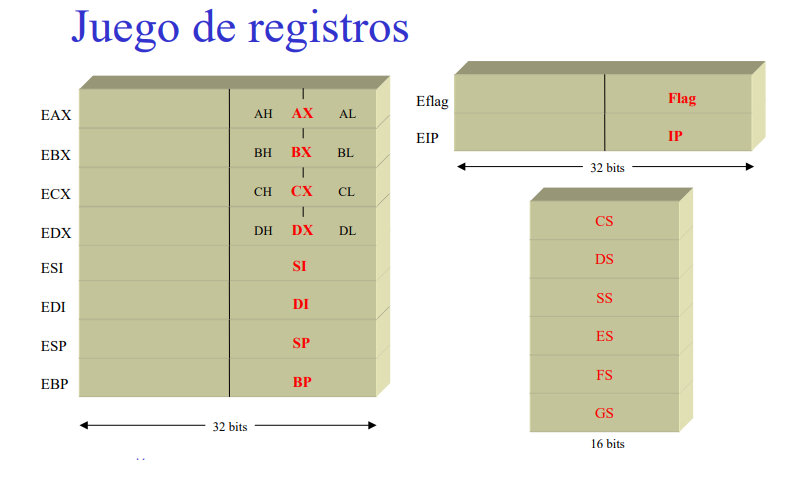 Juego de registros
EAX AH AX AL
EBX BH BX BL
ECX CH CX CL
EDX DH DX DL
ESI SI
EDI DI
ESP SP
EBP BP
32 bits
Eflag Flag
EIP IP
32 bits
CS
DS
SS
ES
FS
GS
16 bits